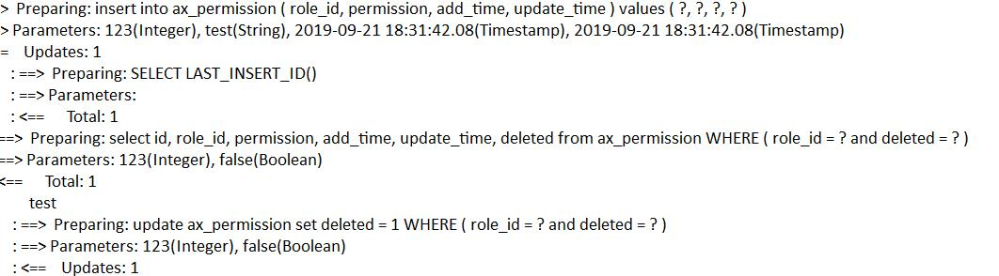 > Preparing: insert into ax_permission ( role_id, permission, add_time, update_time ) values ( ?, ?, ?, ? )
> Parameters: 123(Integer), test(String), 2019-09-21 18:31:42.08(Timestamp), 2019-09-21 18:31:42.08(Timestamp)
= Updates: 1
: ==> Preparing: SELECT LAST_INSERT_ID()
: ==> Parameters:
: <== Total: 1
==> Preparing: select id, role_id, permission, add_time, update_time, deleted from ax_permission WHERE ( role_id = ? and deleted = ? )
==> Parameters: 123(Integer), false(Boolean)
<== Total: 1
test
: ==> Preparing: update ax_permission set deleted = 1 WHERE ( role_id = ? and deleted = ? )
: ==> Parameters: 123(Integer), false(Boolean)
: <== Updates: 1